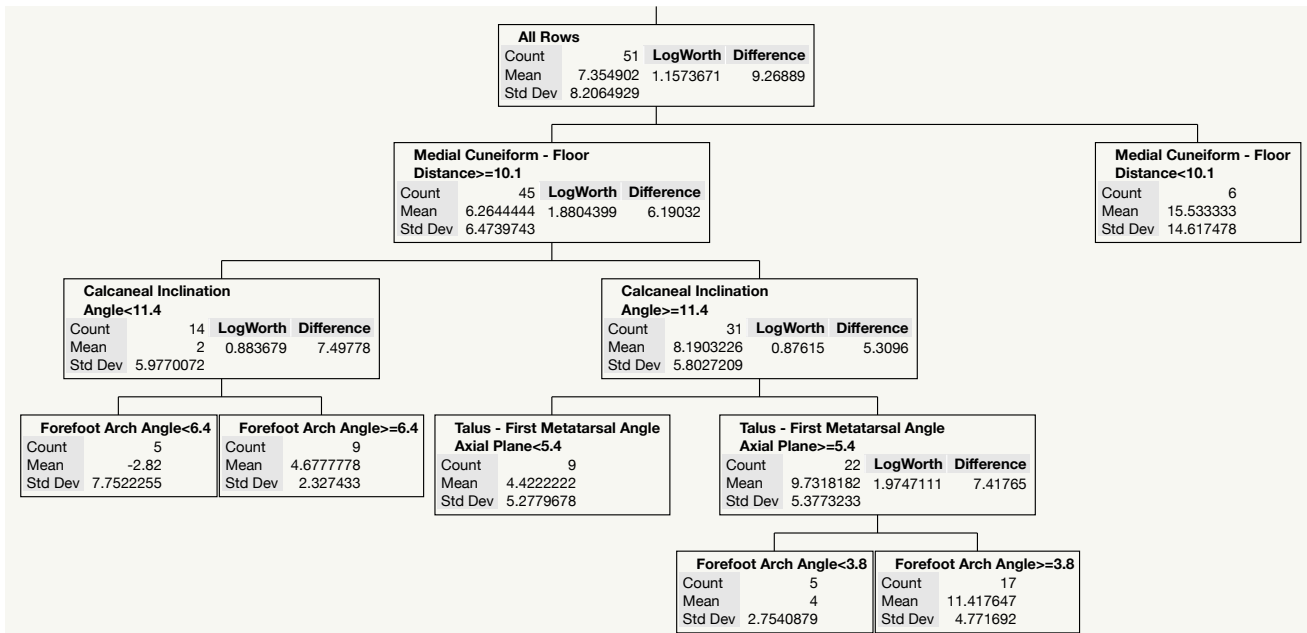 All Rows
Count 51 LogWorth Difference
Mean 7.354902 1.1573671 9.26889
Std Dev 8.2064929
Medial Cuneiform - Floor
Distance>=10.1
Count 45 LogWorth Difference
Mean 6.2644444 1.8804399 6.19032
Std Dev 6.4739743
Medial Cuneiform - Floor
Distance<10.1
Count 6
Mean 15.533333
Std Dev 14.617478
Calcaneal Inclination
Angle<11.4
Count 14 LogWorth Difference
Mean 2 0.883679 7.49778
Std Dev 5.9770072
Calcaneal Inclination
Angle>=11.4
Count 31 LogWorth Difference
Mean 8.1903226 0.87615 5.3096
Std Dev 5.8027209
Forefoot Arch Angle<6.4
Count 5
Mean -2.82
Std Dev 7.7522255
Forefoot Arch Angle>=6.4
Count 9
Mean 4.6777778
Std Dev 2.327433
Talus - First Metatarsal Angle
Axial Plane<5.4
Count 9
Mean 4.4222222
Std Dev 5.2779678
Talus - First Metatarsal Angle
Axial Plane>=5.4
Count 22 LogWorth Difference
Mean 9.7318182 1.9747111 7.41765
Std Dev 5.3773233
Forefoot Arch Angle<3.8
Count 5
Mean 4
Std Dev 2.7540879
Forefoot Arch Angle>=3.8
Count 17
Mean 11.417647
Std Dev 4.771692